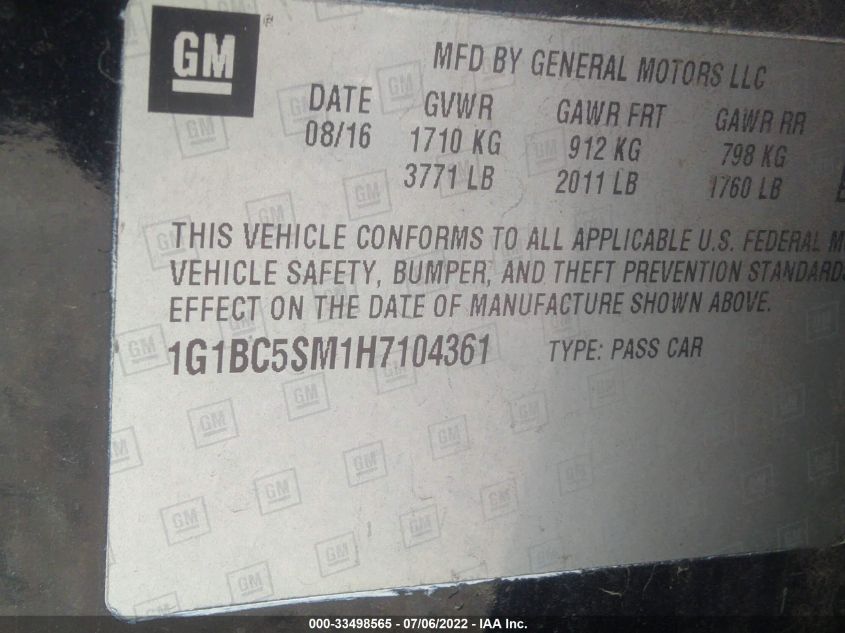 GM
MFD BY GENERAL MOTORS LLC
DATE GVWR GAWR FRT GAWR RR
08/16 1710 KG 912 KG 798 KG
3771 LB 2011 LB 1760 LB
THIS VEHICLE CONFORMS TO ALL APPLICABLE U.S. FEDERAL M
VEHICLE SAFETY, BUMPER, AND THEFT PREVENTION STANDARDS
EFFECT ON THE DATE OF MANUFACTURE SHOWN ABOVE.
1G1BC5SM1H7104361 TYPE: PASS CAR
000-33498565 - 07/06/2022 - IAA Inc.